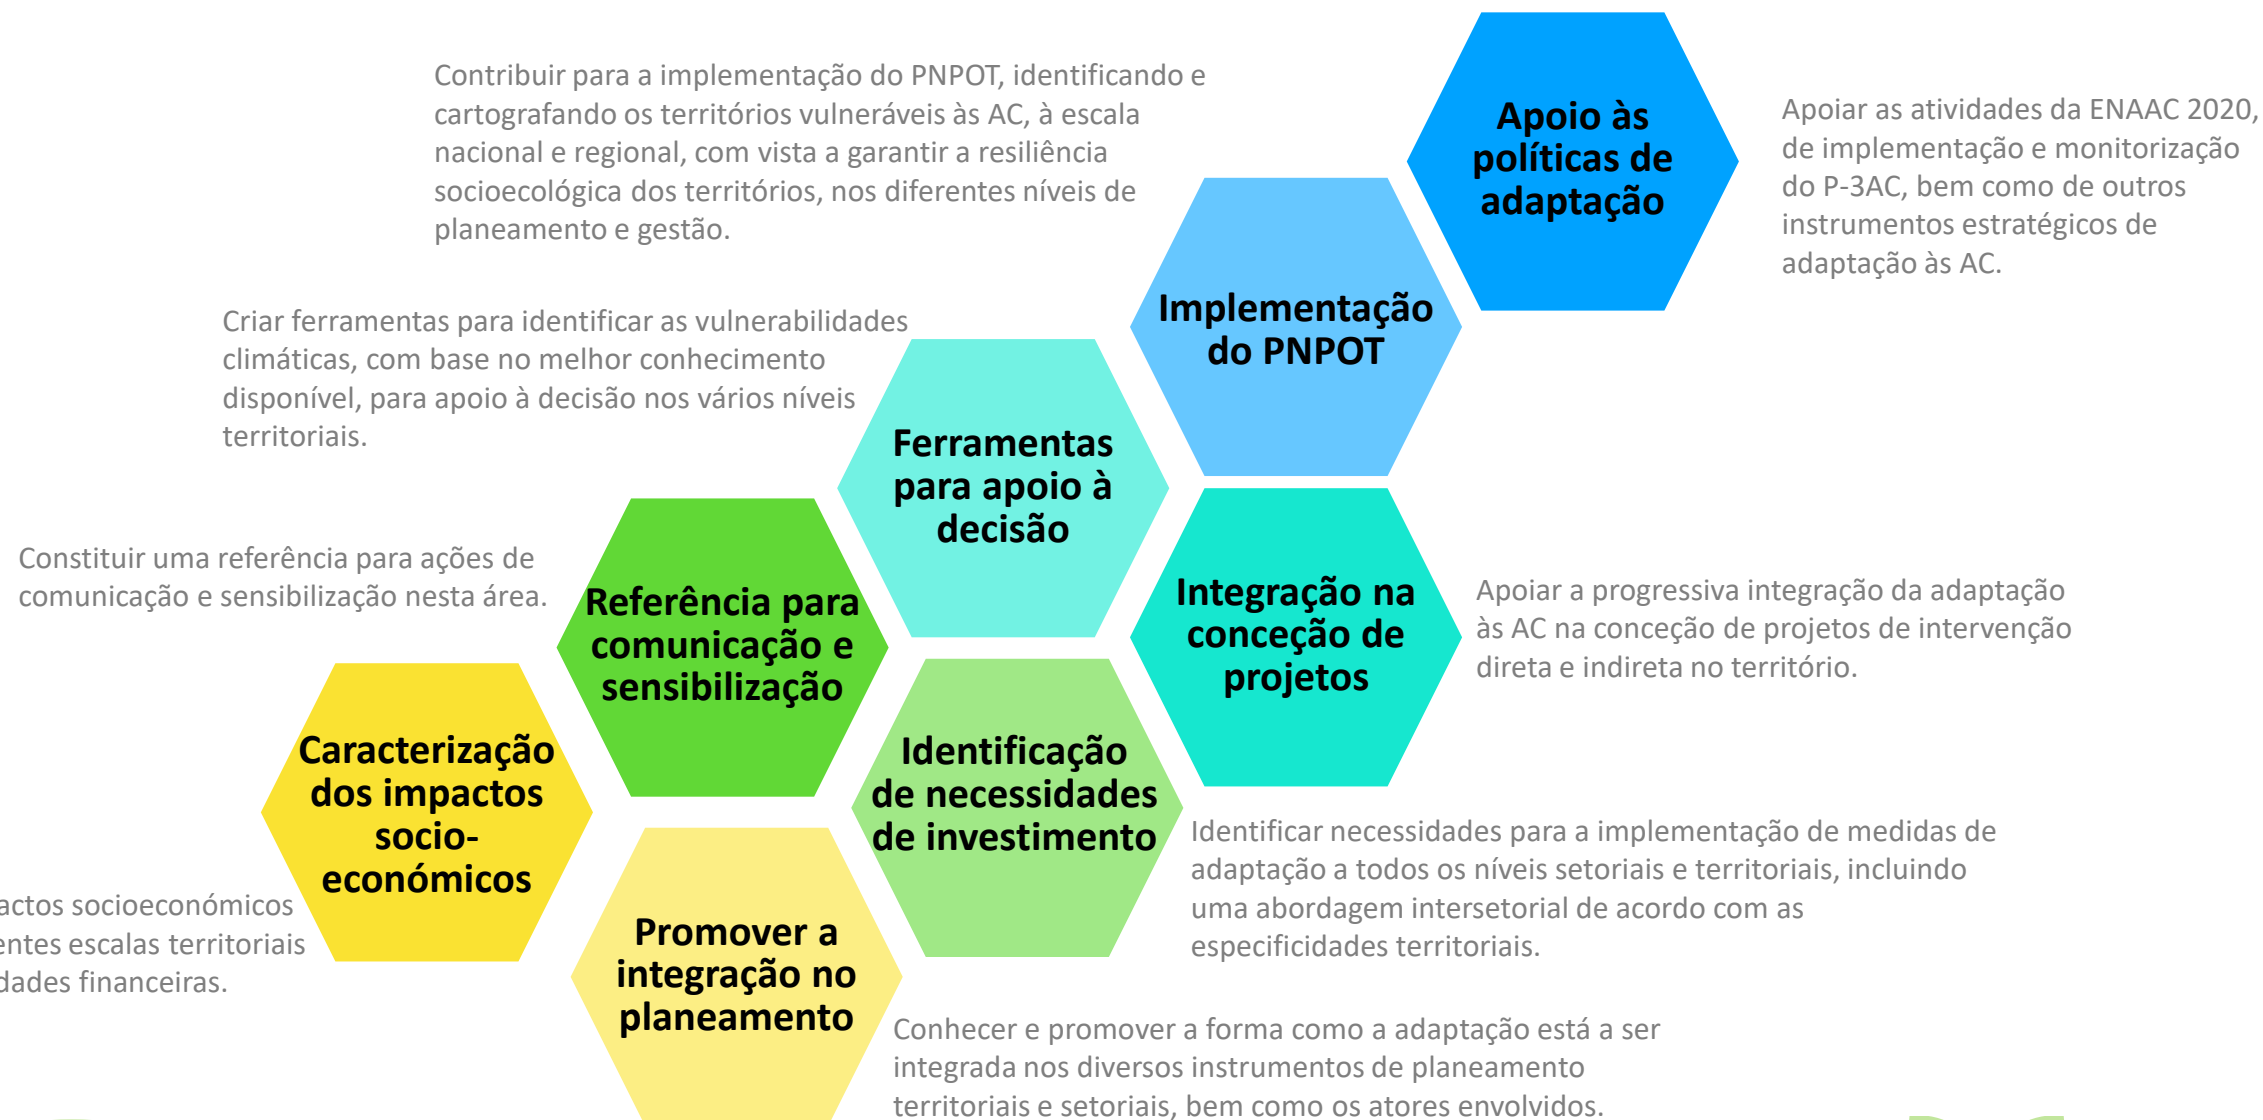 Contribuir para a implementação do PNPOT, identificando e
cartografando os territórios vulneráveis às AC, à escala
nacional e regional, com vista a garantir a resiliência
socioecológica dos territórios, nos diferentes níveis de
planeamento e gestão.
Apoio às
políticas de
adaptação
Apoiar as atividades da ENAAC 2020,
de implementação e monitorização
do P-3AC, bem como de outros
instrumentos estratégicos de
adaptação às AC.
Implementação
do PNPOT
Criar ferramentas para identificar as vulnerabilidades
climáticas, com base no melhor conhecimento
disponível, para apoio à decisão nos vários níveis
territoriais.
Ferramentas
para apoio à
decisão
Integração na
conceção de
projetos
Apoiar a progressiva integração da adaptação
às AC na conceção de projetos de intervenção
direta e indireta no território.
Constituir uma referência para ações de
comunicação e sensibilização nesta área.
Referência para
comunicação e
sensibilização
Identificação
de necessidades
de investimento
Identificar necessidades para a implementação de medidas de
adaptação a todos os níveis setoriais e territoriais, incluindo
uma abordagem intersetorial de acordo com as
especificidades territoriais.
Caracterização
dos impactos
socio-
económicos
socioeconómicos
escalas territoriais
financeiras.
Promover a
integração no
planeamento
Conhecer e promover a forma como a adaptação está a ser
integrada nos diversos instrumentos de planeamento
territoriais e setoriais, bem como os atores envolvidos.